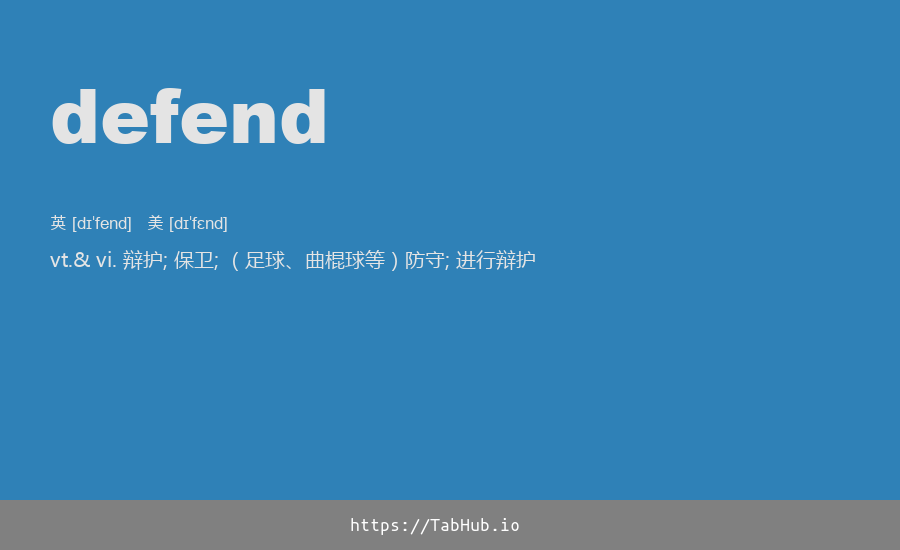 defend
英 [dɪˈfend]   美 [dɪˈfɛnd]
vt.& vi. 辩护; 保卫; （足球、曲棍球等）防守; 进行辩护
https://TabHub.io